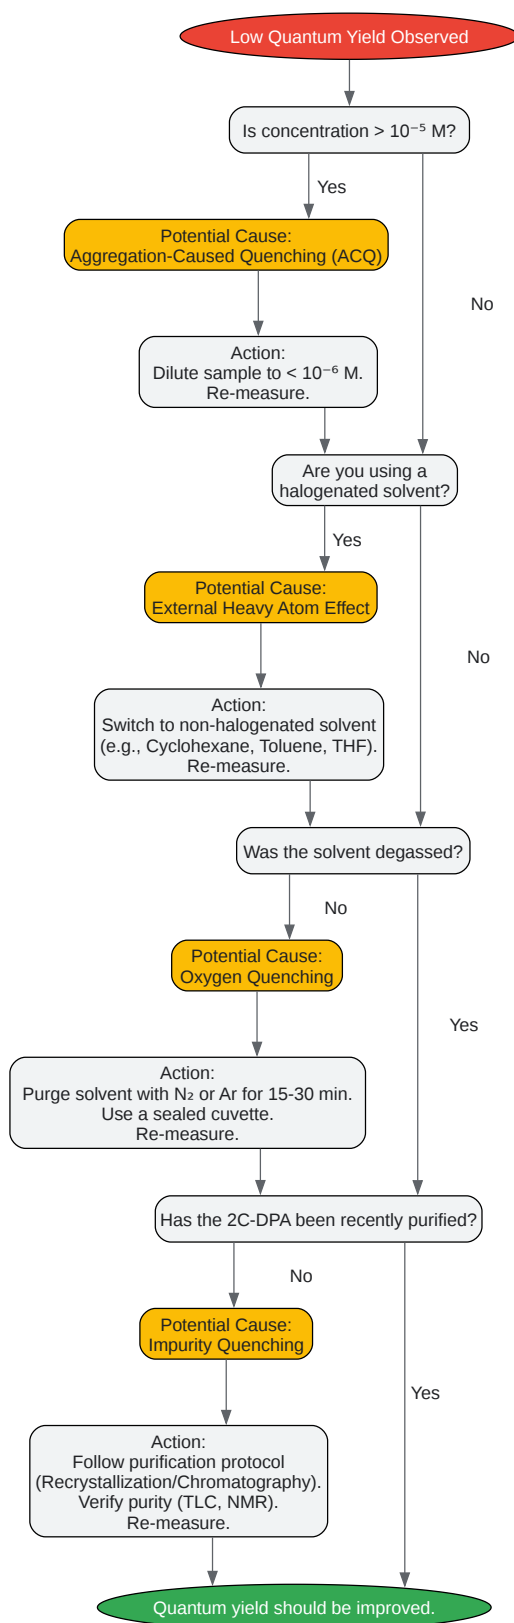 Low Quantum Yield Observed
Is concentration > 10⁻⁵ M?
Yes
Potential Cause:
Aggregation-Caused Quenching (ACQ)
No
Action:
Dilute sample to < 10⁻⁶ M.
Re-measure.
Are you using a
halogenated solvent?
Yes
Potential Cause:
External Heavy Atom Effect
No
Action:
Switch to non-halogenated solvent
(e.g., Cyclohexane, Toluene, THF).
Re-measure.
Was the solvent degassed?
No
Potential Cause:
Oxygen Quenching
Yes
Action:
Purge solvent with N₂ or Ar for 15-30 min.
Use a sealed cuvette.
Re-measure.
Has the 2C-DPA been recently purified?
No
Potential Cause:
Impurity Quenching
Yes
Action:
Follow purification protocol
(Recrystallization/Chromatography).
Verify purity (TLC, NMR).
Re-measure.
Quantum yield should be improved.